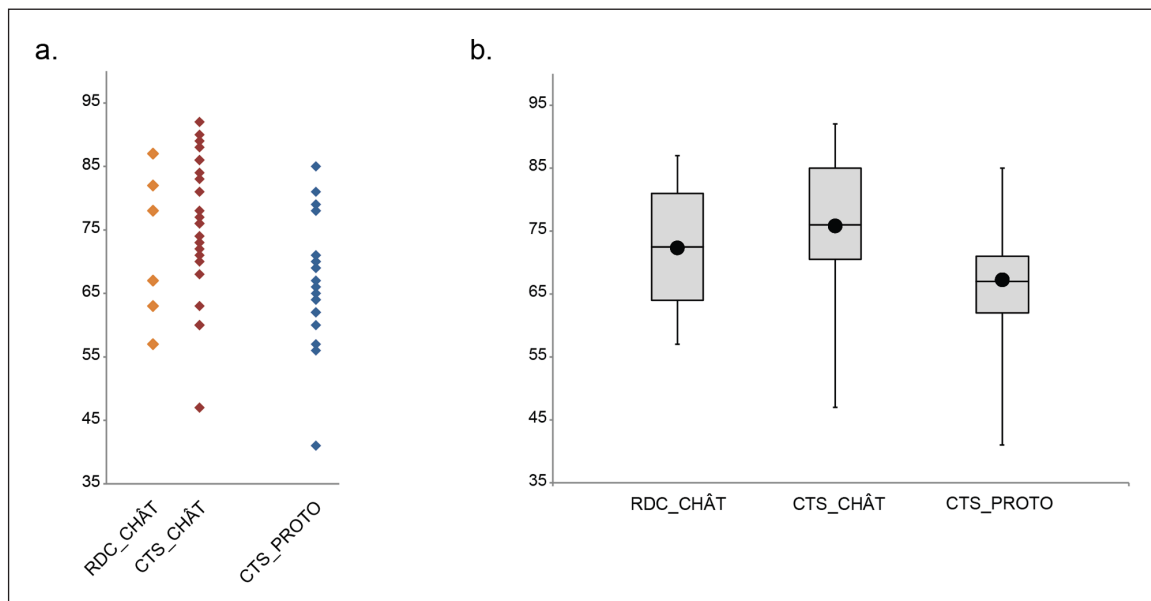 a.
95
85
75
65
55
45
35
RDC_CHÂT
CTS_CHÂT
CTS_PROTO
b.
95
85
75
65
55
45
35
RDC_CHÂT
CTS_CHÂT
CTS_PROTO